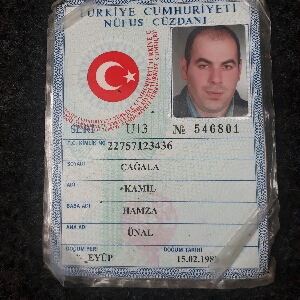 TÜRKİYE CUMHURİYETİ
NÜFUS CÜZDANI
SERİ U13 № 546801
T.C. KİMLİK NO 22757123436
SOYADI
ÇAĞALA
ADI
KAMİL
BABA ADI
HAMZA
ANA ADI
ÜNAL
DOĞUM YERİ DOĞUM TARİHİ
EYÜP 15.02.198